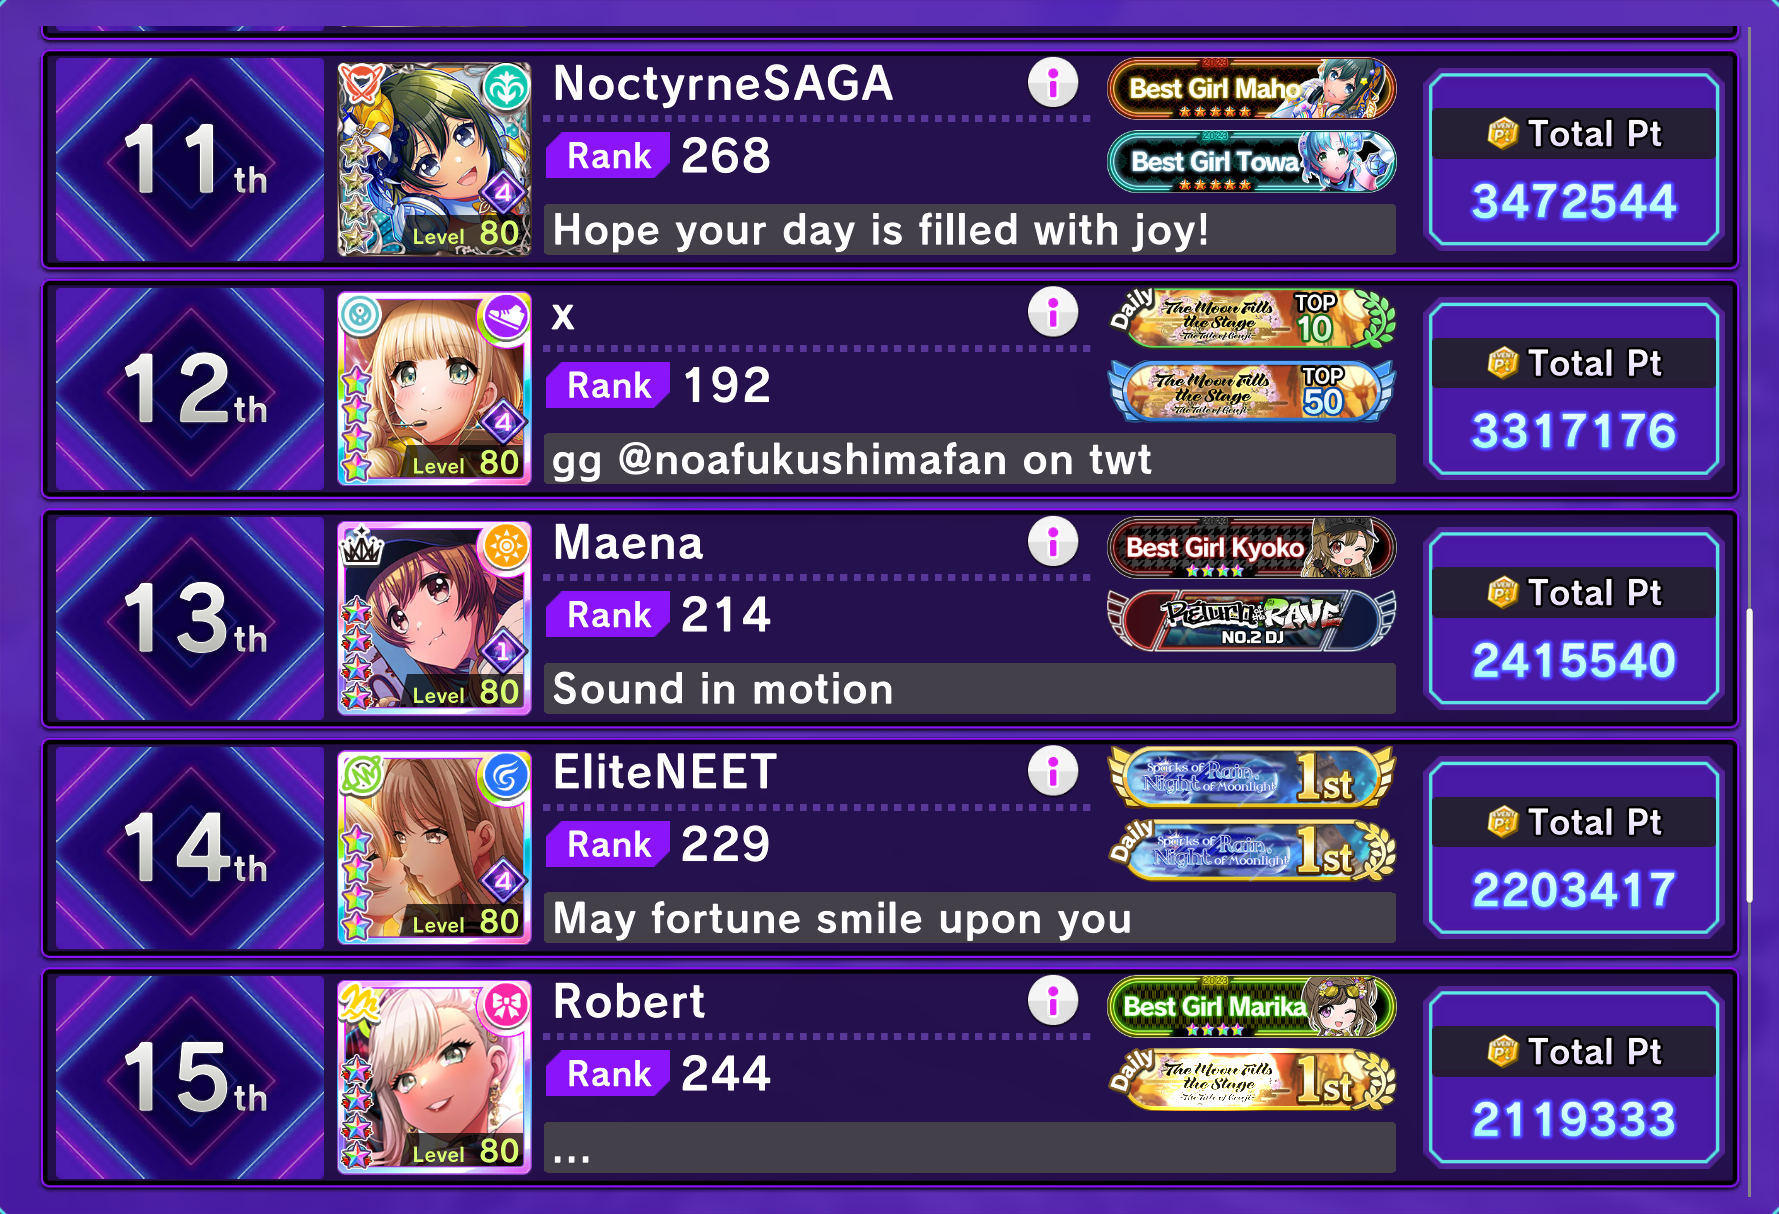 11th
Level 80
4
NoctyrneSAGA
Rank 268
Hope your day is filled with joy!
2023
Best Girl Maho
2023
Best Girl Towa
Total Pt
3472544
12th
Level 80
4
x
Rank 192
gg @noafukushimafan on twt
Daily
The Moon Fills
the Stage
-The Tale of Genji-
TOP
10
The Moon Fills
the Stage
-The Tale of Genji-
TOP
50
Total Pt
3317176
13th
Level 80
1
Maena
Rank 214
Sound in motion
2023
Best Girl Kyoko
RAVE
NO.2 DJ
Total Pt
2415540
14th
Level 80
4
EliteNEET
Rank 229
May fortune smile upon you
Sparks of Rain,
Night of Moonlight
1st
Daily
Sparks of Rain,
Night of Moonlight
1st
Total Pt
2203417
15th
Level 80
Robert
Rank 244
...
2023
Best Girl Marika
Daily
The Moon Fills
the Stage
-The Tale of Genji-
1st
Total Pt
2119333